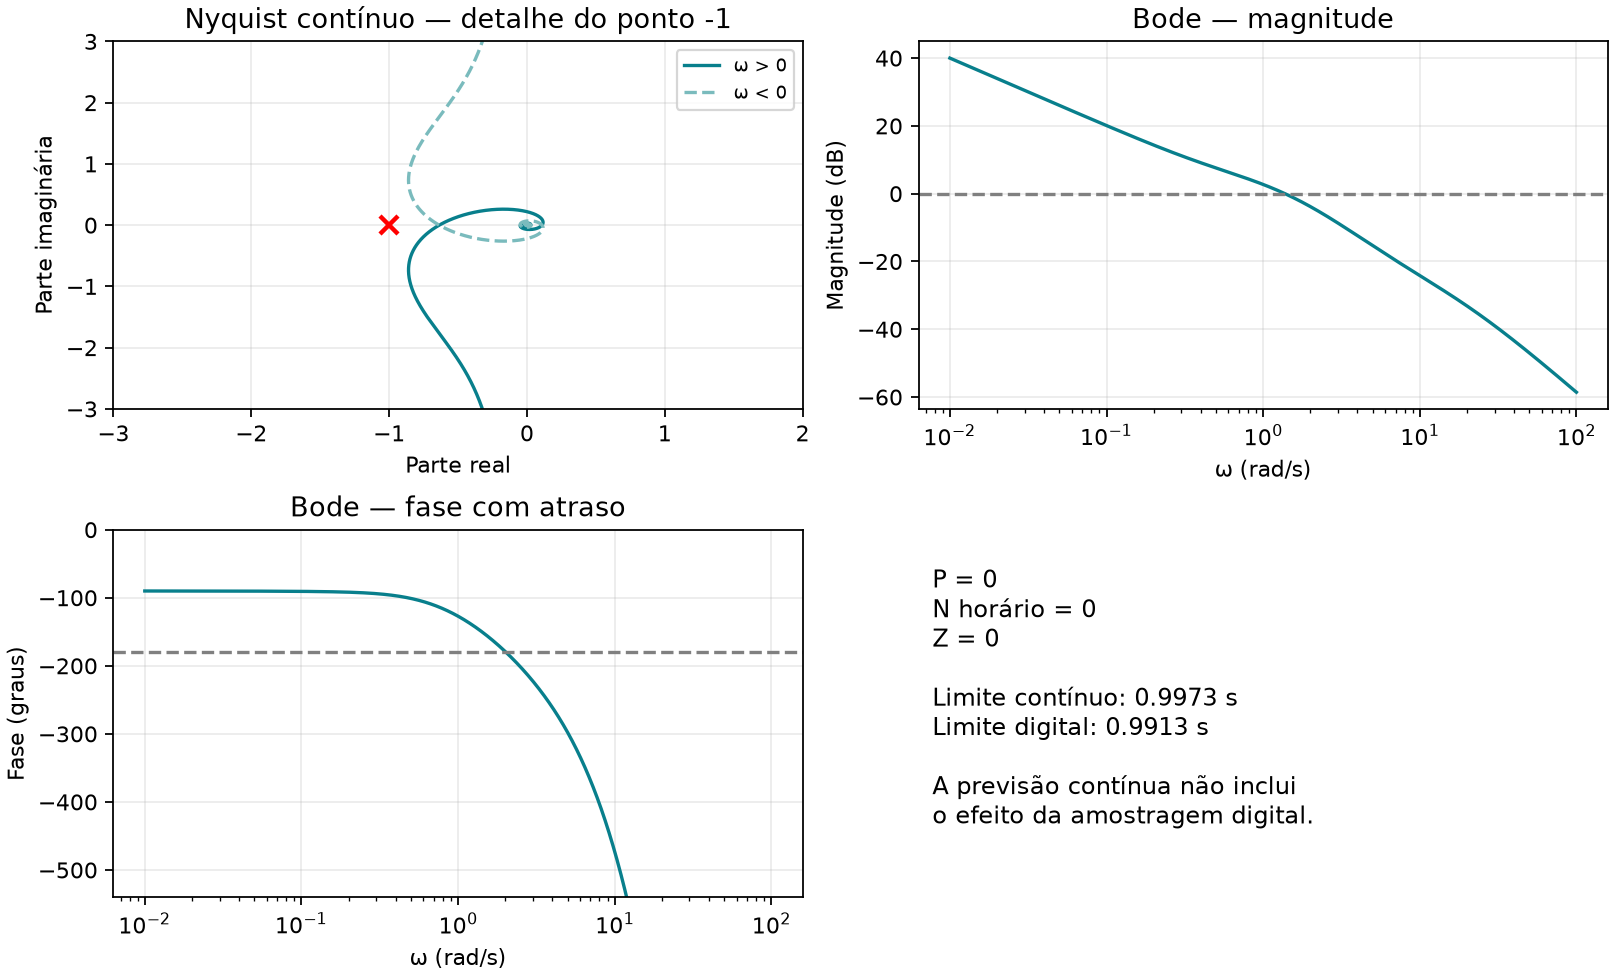 Nyquist contínuo — detalhe do ponto -1
3
2
1
0
−1
−2
−3
−3
−2
−1
0
1
2
Parte imaginária
Parte real
ω > 0
ω < 0
Bode — magnitude
40
20
0
−20
−40
−60
10⁻²
10⁻¹
10⁰
10¹
10²
Magnitude (dB)
ω (rad/s)
Bode — fase com atraso
0
−100
−200
−300
−400
−500
10⁻²
10⁻¹
10⁰
10¹
10²
Fase (graus)
ω (rad/s)
P = 0
N horário = 0
Z = 0
Limite contínuo: 0.9973 s
Limite digital: 0.9913 s
A previsão contínua não inclui
o efeito da amostragem digital.